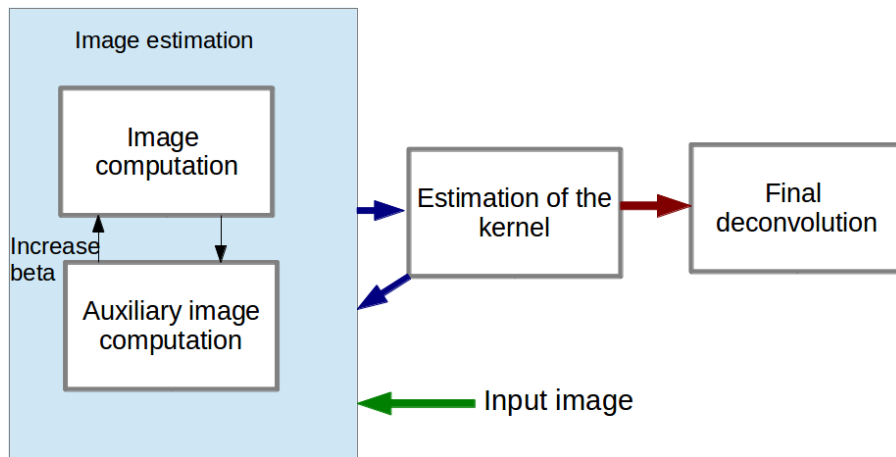 Image estimation
Image
computation
Increase
beta
Auxiliary image
computation
Estimation of the
kernel
Final
deconvolution
Input image